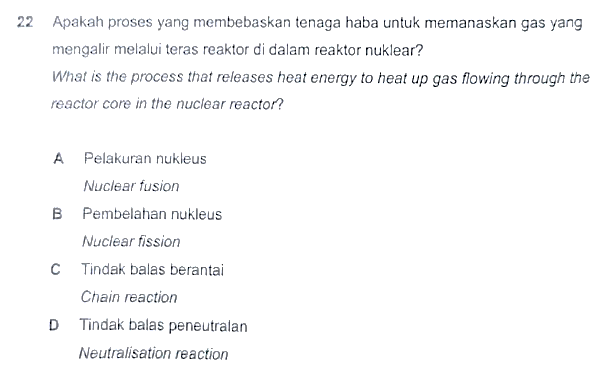 22 Apakah proses yang membebaskan tenaga haba untuk memanaskan gas yang
mengalir melalui teras reaktor di dalam reaktor nuklear?
What is the process that releases heat energy to heat up gas flowing through the
reactor core in the nuclear reactor?
A Pelakuran nukleus
Nuclear fusion
B Pembelahan nukleus
Nuclear fission
C Tindak balas berantai
Chain reaction
D Tindak balas peneutralan
Neutralisation reaction